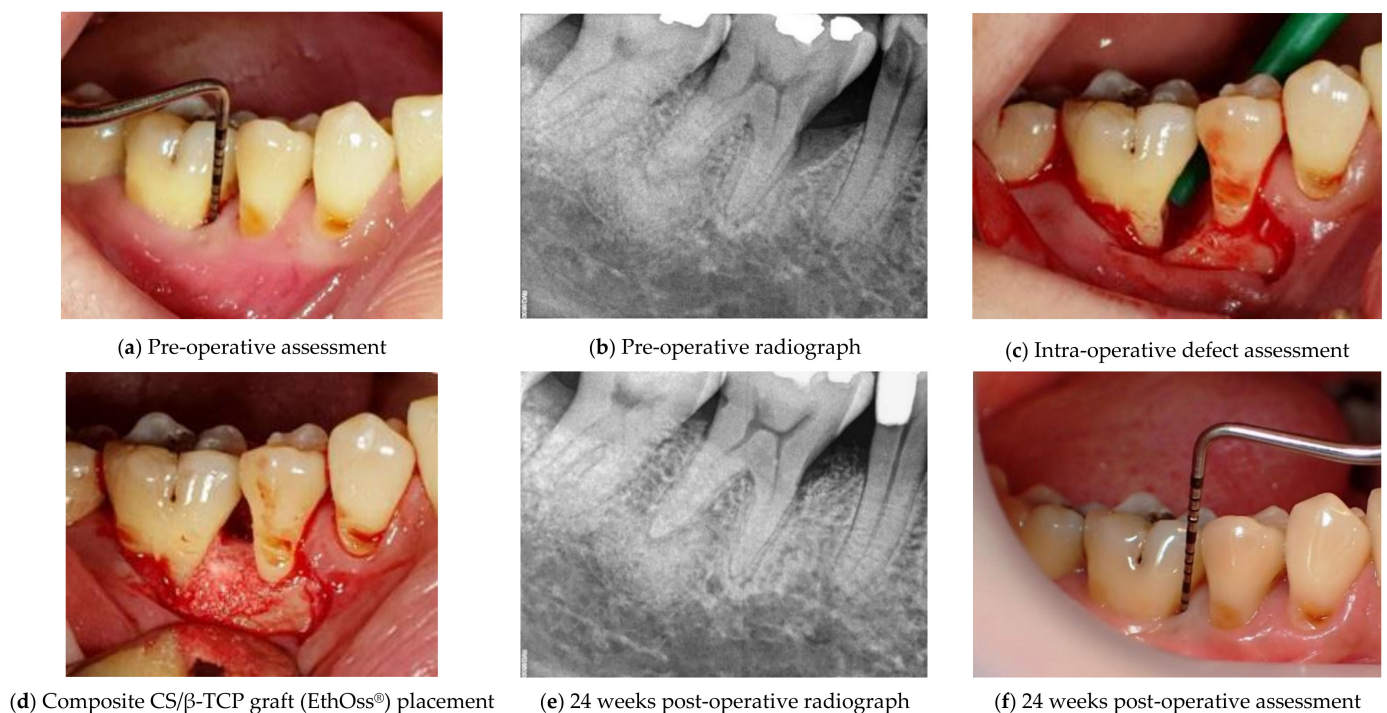 (a) Pre-operative assessment
(b) Pre-operative radiograph
(c) Intra-operative defect assessment
(d) Composite CS/β-TCP graft (EthOss®) placement
(e) 24 weeks post-operative radiograph
(f) 24 weeks post-operative assessment